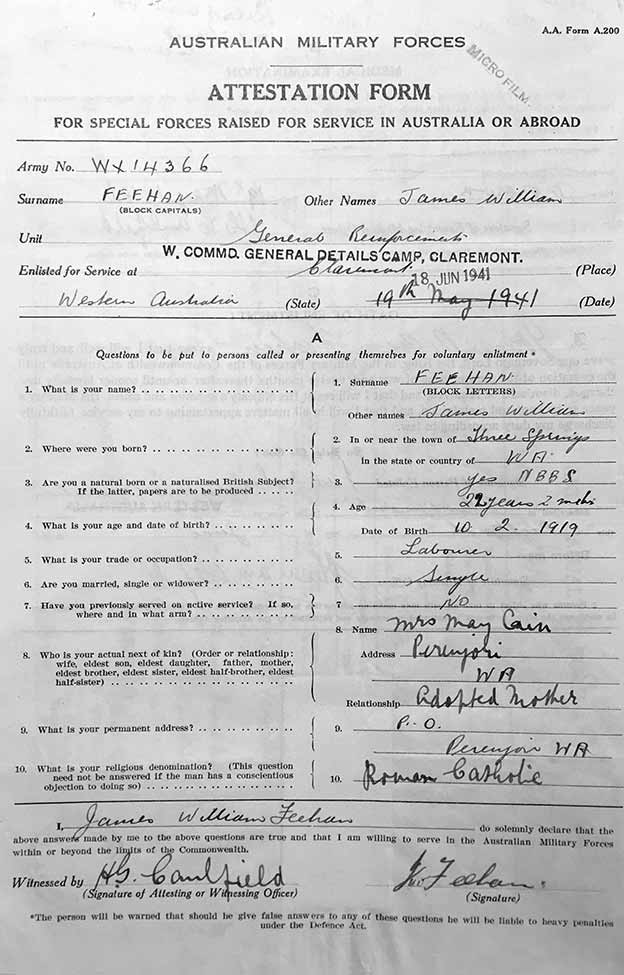 A.A. Form A.200
AUSTRALIAN MILITARY FORCES
MICROFILM.
ATTESTATION FORM
FOR SPECIAL FORCES RAISED FOR SERVICE IN AUSTRALIA OR ABROAD
Army No. WX14366
Surname FEEHAN. Other Names James William
(BLOCK CAPITALS)
Unit General Reinforcements
W. COMMD. GENERAL DETAILS CAMP, CLAREMONT.
Enlisted for Service at Claremont. 18 JUN 1941 (Place)
Western Australia (State) 19th May 1941 (Date)
A
Questions to be put to persons called or presenting themselves for voluntary enlistment *
1. What is your name? 1. Surname FEEHAN.
(BLOCK LETTERS)
Other names James William
2. Where were you born? 2. In or near the town of Three Springs
in the state or country of WA.
3. Are you a natural born or a naturalised British Subject? 3. yes NBBS
If the latter, papers are to be produced
4. What is your age and date of birth? 4. Age 22 years 2 mths
Date of Birth 10 . 2 . 1919
5. What is your trade or occupation? 5. Labourer
6. Are you married, single or widower? 6. Single
7. Have you previously served on active service? If so, 7 NO
where and in what arm?
8. Who is your actual next of kin? (Order or relationship: 8. Name Mrs May Cain
wife, eldest son, eldest daughter, father, mother, Address Perenjori
eldest brother, eldest sister, eldest half-brother, eldest WA
half-sister) Relationship Adopted Mother
9. What is your permanent address? 9. P.O.
Perenjori WA
10. What is your religious denomination? (This question 10. Roman Catholic
need not be answered if the man has a conscientious
objection to doing so)
I, James William Feehan do solemnly declare that the
above answers made by me to the above questions are true and that I am willing to serve in the Australian Military Forces
within or beyond the limits of the Commonwealth.
Witnessed by HG. Caulfield Feehan.
(Signature of Attesting or Witnessing Officer) (Signature)
*The person will be warned that should he give false answers to any of these questions he will be liable to heavy penalties
under the Defence Act.